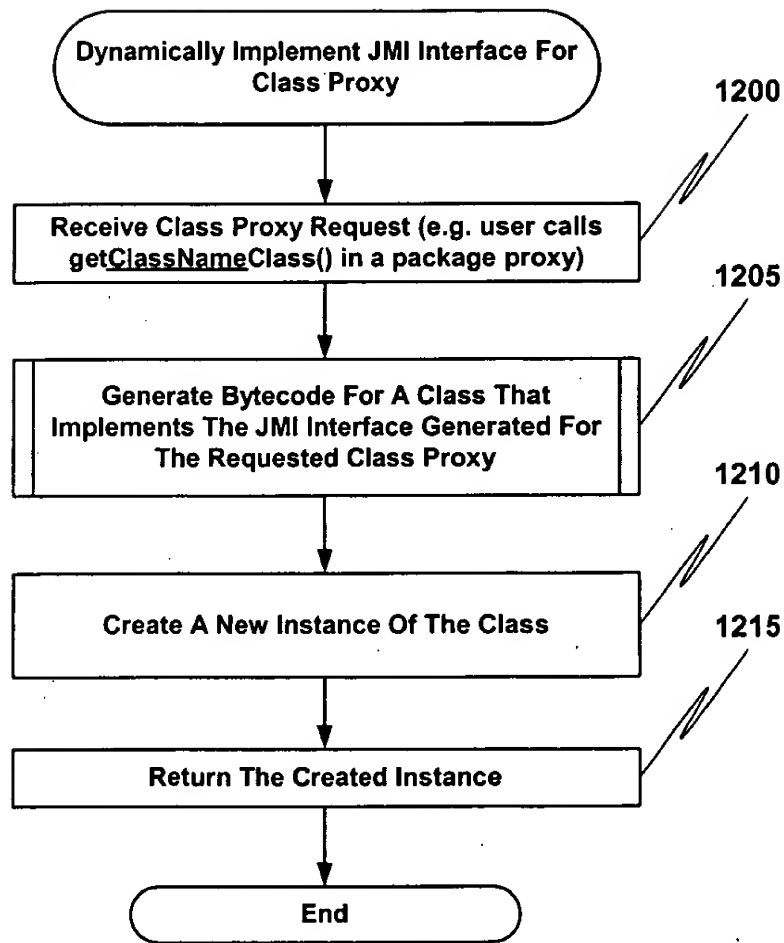 Dynamically Implement JMI Interface For
Class Proxy
1200
Receive Class Proxy Request (e.g. user calls
getClassNameClass() in a package proxy)
1205
Generate Bytecode For A Class That
Implements The JMI Interface Generated For
The Requested Class Proxy
1210
Create A New Instance Of The Class
1215
Return The Created Instance
End